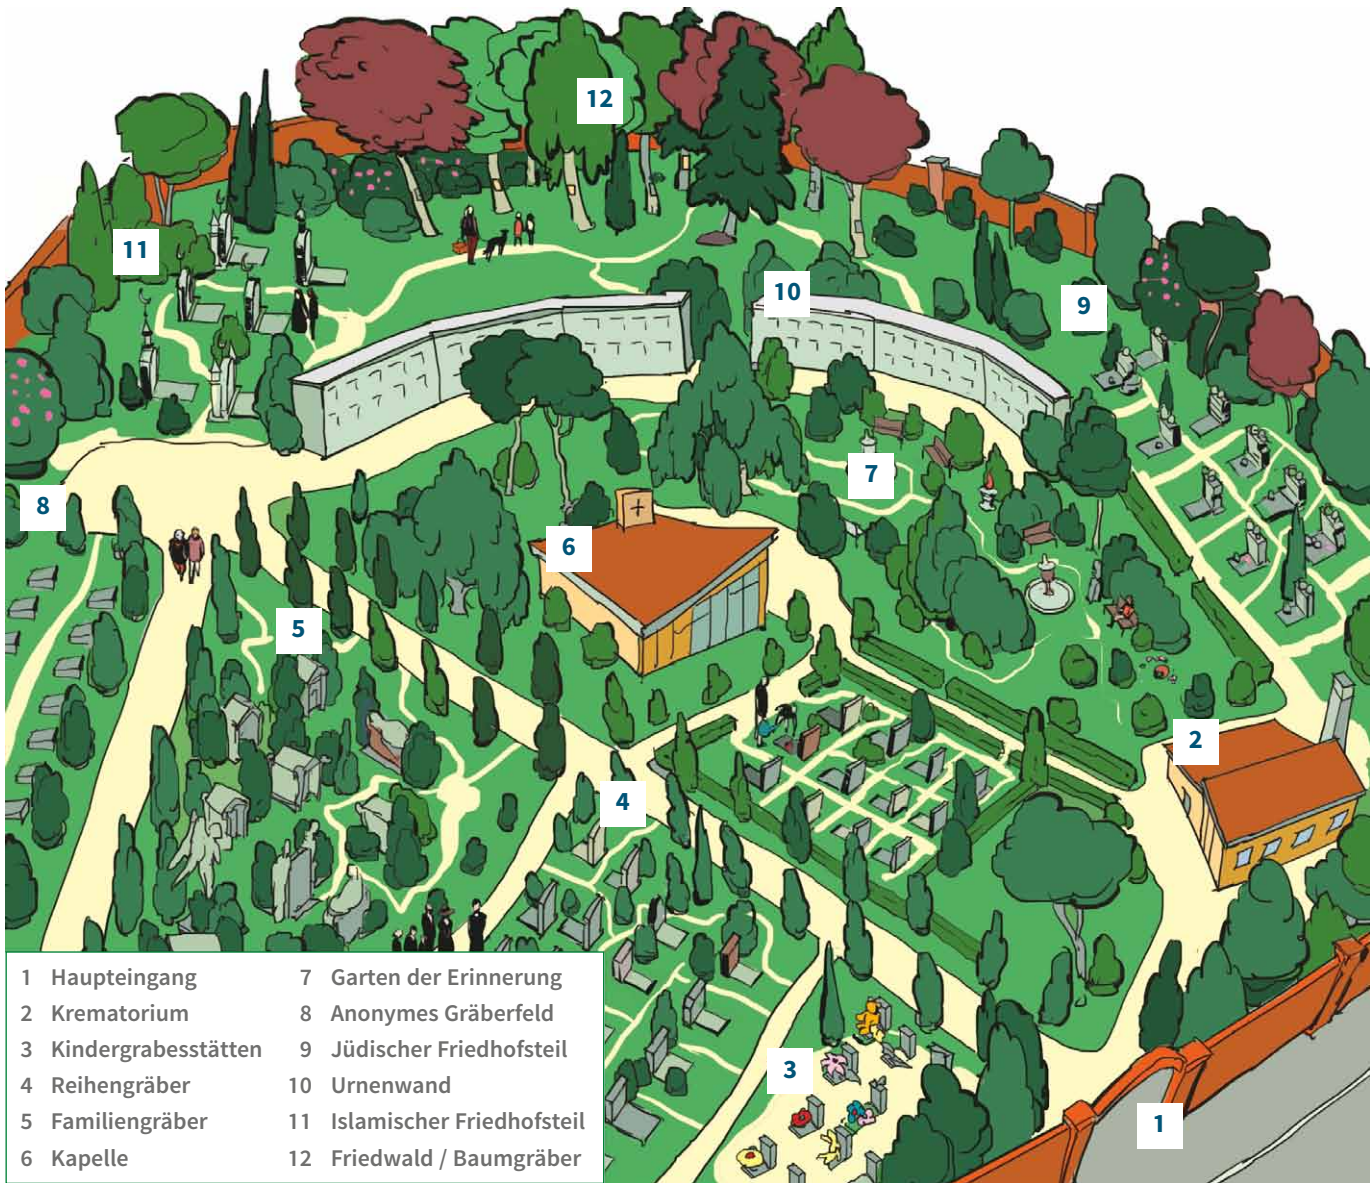 12
11
10
9
7
8
6
5
2
4
3
1
1 Haupteingang
2 Krematorium
3 Kindergrabesstätten
4 Reihengräber
5 Familiengräber
6 Kapelle
7 Garten der Erinnerung
8 Anonymes Gräberfeld
9 Jüdischer Friedhofsteil
10 Urnenwand
11 Islamischer Friedhofsteil
12 Friedwald / Baumgräber